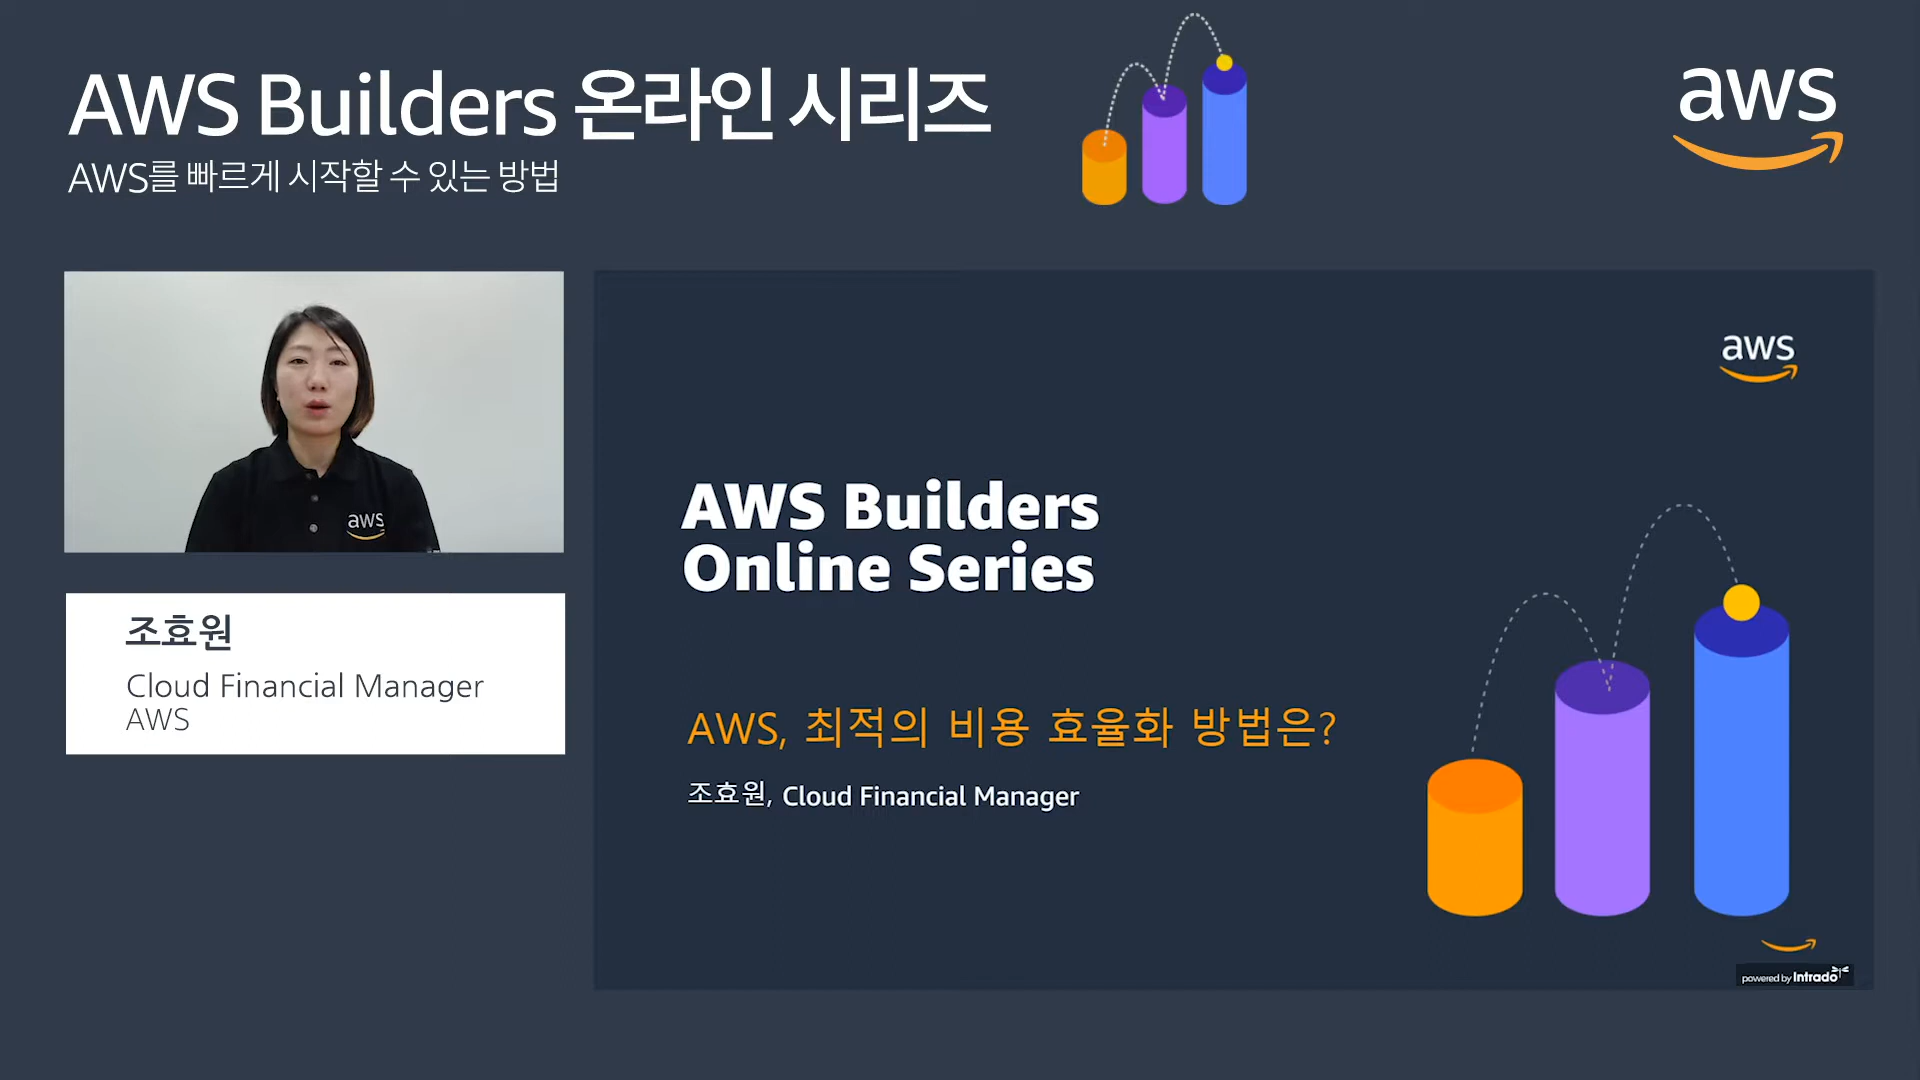 AWS Builders 온라인 시리즈
AWS를 빠르게 시작할 수 있는 방법
aws
aws
조효원
Cloud Financial Manager
AWS
aws
AWS Builders
Online Series
AWS, 최적의 비용 효율화 방법은?
조효원, Cloud Financial Manager
powered by Intrado